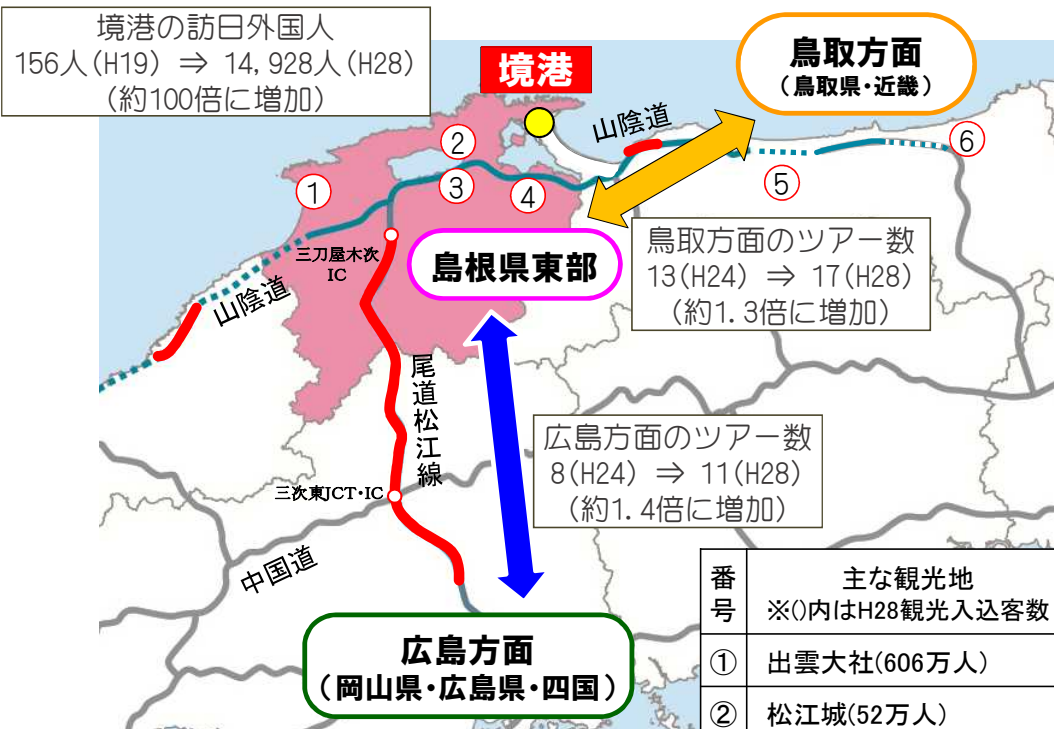 境港の訪日外国人
156人(H19) ⇒ 14,928人(H28)
(約100倍に増加)
境港
鳥取方面
(鳥取県・近畿)
山陰道
①
②
③
④
⑤
⑥
三刀屋木次
IC
島根県東部
鳥取方面のツアー数
13(H24) ⇒ 17(H28)
(約1.3倍に増加)
山陰道
尾道松江線
広島方面のツアー数
8(H24) ⇒ 11(H28)
(約1.4倍に増加)
三次東JCT・IC
中国道
広島方面
(岡山県・広島県・四国)
番号 主な観光地
※()内はH28観光入込客数
① 出雲大社(606万人)
② 松江城(52万人)